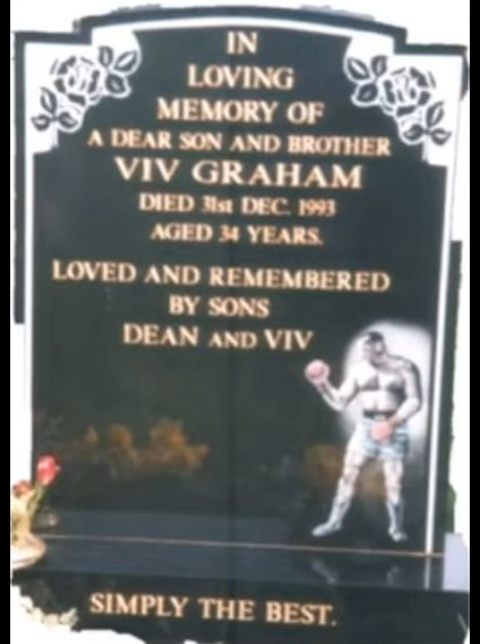 IN
LOVING
MEMORY OF
A DEAR SON AND BROTHER
VIV GRAHAM
DIED 31st DEC. 1993
AGED 34 YEARS.
LOVED AND REMEMBERED
BY SONS
DEAN AND VIV
SIMPLY THE BEST.